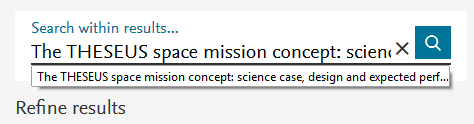 Search within results...
The THESEUS space mission concept: scienc
The THESEUS space mission concept: science case, design and expected perf...
Refine results